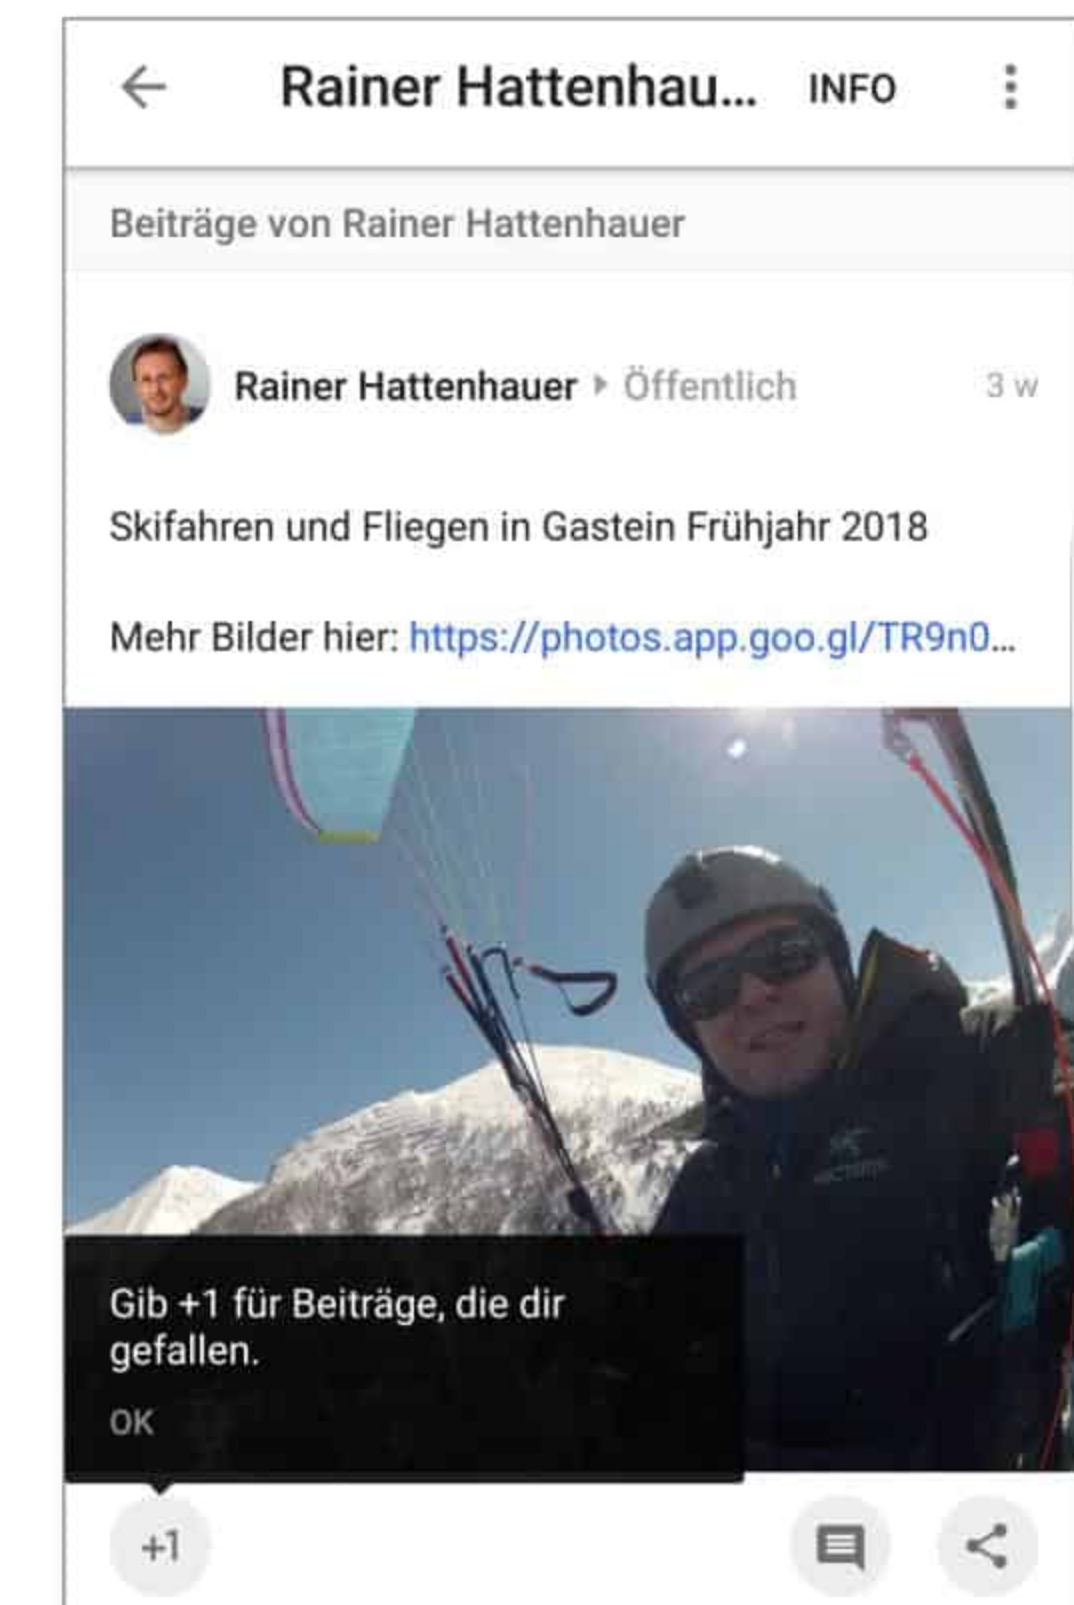 Rainer Hattenhau... INFO
Beiträge von Rainer Hattenhauer
Rainer Hattenhauer Öffentlich 3 w
Skifahren und Fliegen in Gastein Frühjahr 2018
Mehr Bilder hier: https://photos.app.goo.gl/TR9n0...
Gib +1 für Beiträge, die dir
gefallen.
OK
+1